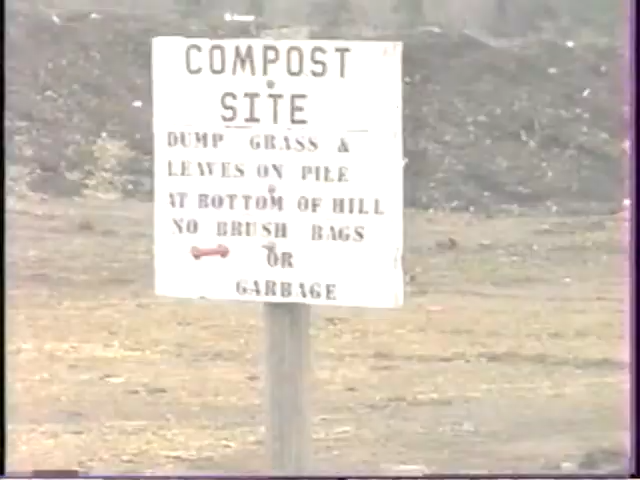 COMPOST
SITE
DUMP GRASS &
LEAVES ON PILE
AT BOTTOM OF HILL
NO BRUSH BAGS
OR
GARBAGE